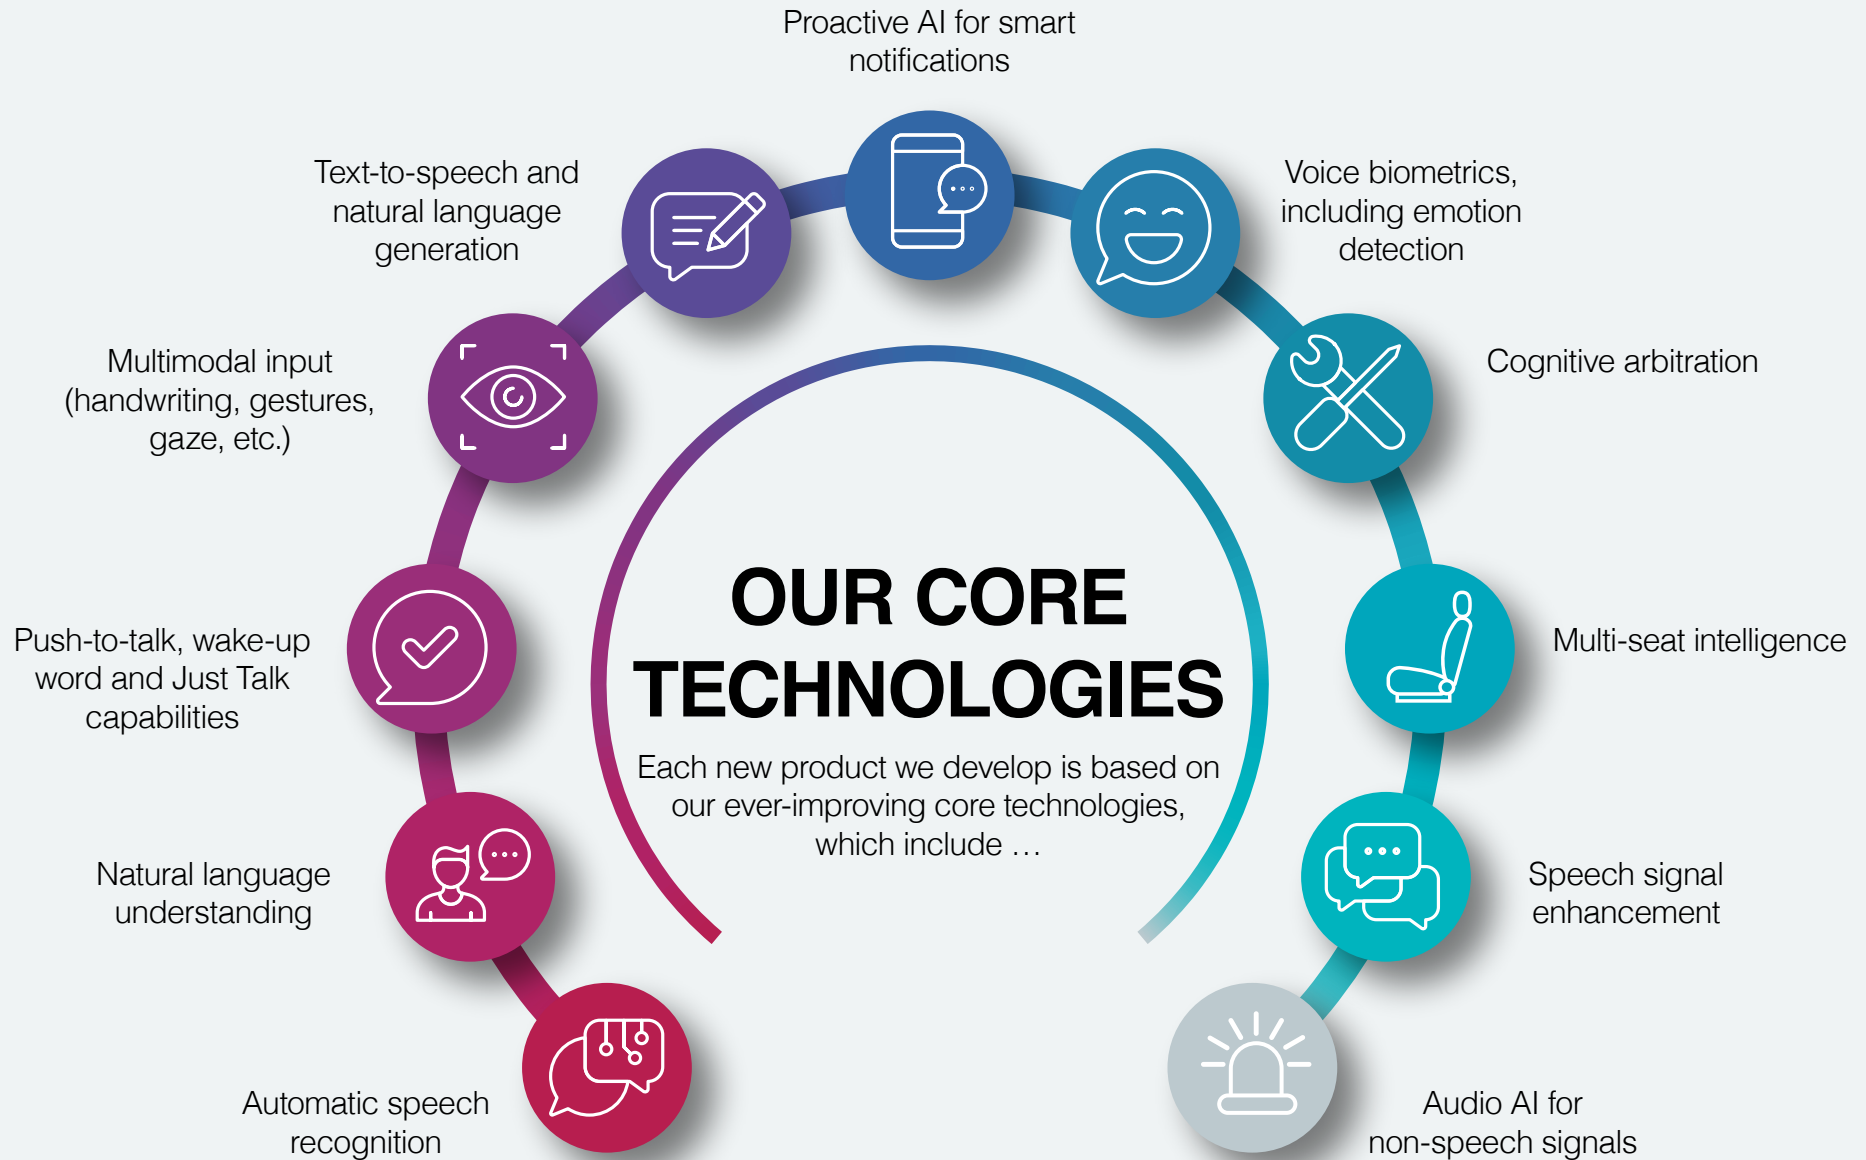 Proactive AI for smart
notifications
Text-to-speech and
natural language
generation
Voice biometrics,
including emotion
detection
Multimodal input
(handwriting, gestures,
gaze, etc.)
Cognitive arbitration
OUR CORE
TECHNOLOGIES
Each new product we develop is based on
our ever-improving core technologies,
which include …
Push-to-talk, wake-up
word and Just Talk
capabilities
Multi-seat intelligence
Natural language
understanding
Speech signal
enhancement
Automatic speech
recognition
Audio AI for
non-speech signals